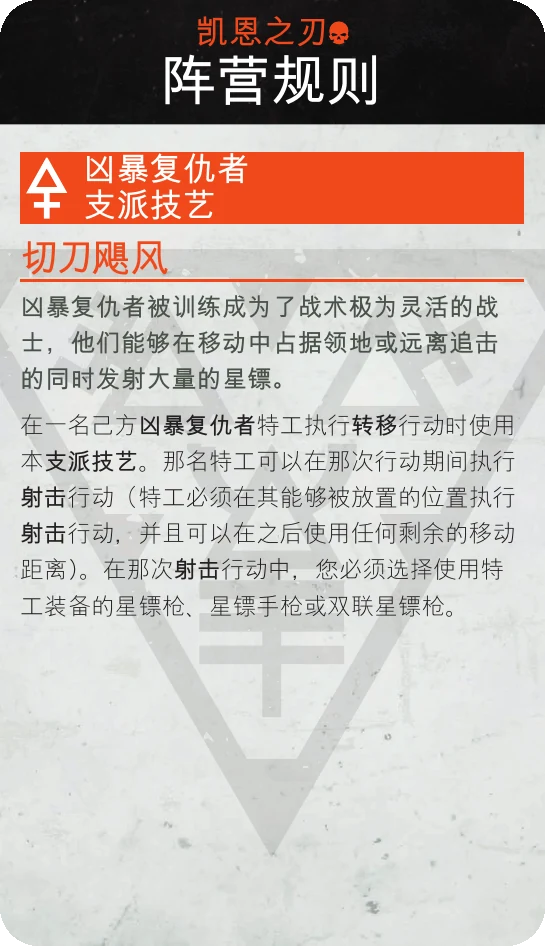 凯恩之刃
阵营规则
凶暴复仇者
支派技艺
切刀飓风
凶暴复仇者被训练成为了战术极为灵活的战
士，他们能够在移动中占据领地或远离追击
的同时发射大量的星镖。
在一名己方凶暴复仇者特工执行转移行动时使用
本支派技艺。那名特工可以在那次行动期间执行
射击行动（特工必须在其能够被放置的位置执行
射击行动，并且可以在之后使用任何剩余的移动
距离）。在那次射击行动中，您必须选择使用特
工装备的星镖枪、星镖手枪或双联星镖枪。